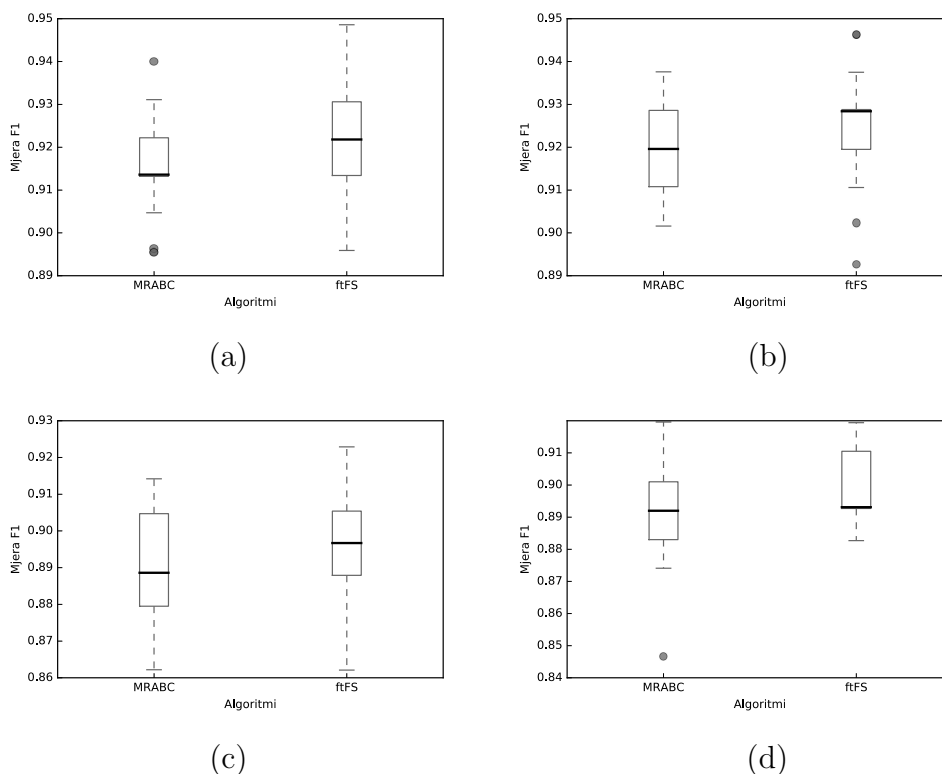 0.95
0.94
0.93
0.92
0.91
0.90
0.89
Mjera F1
MRABC ftFS
Algoritmi
(a)
0.95
0.94
0.93
0.92
0.91
0.90
0.89
Mjera F1
MRABC ftFS
Algoritmi
(b)
0.93
0.92
0.91
0.90
0.89
0.88
0.87
0.86
Mjera F1
MRABC ftFS
Algoritmi
(c)
0.91
0.90
0.89
0.88
0.87
0.86
0.85
0.84
Mjera F1
MRABC ftFS
Algoritmi
(d)